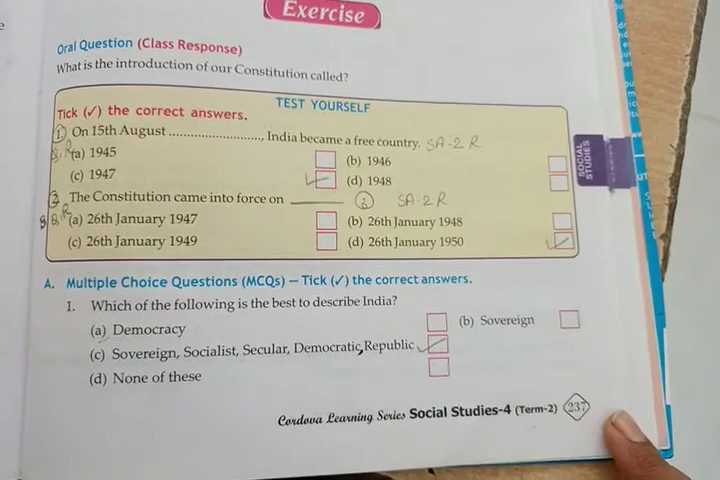 Exercise
Oral Question (Class Response)
What is the introduction of our Constitution called?
TEST YOURSELF
Tick (✓) the correct answers.
1 On 15th August ......................, India became a free country. SA-2 R
(a) 1945 (b) 1946
(c) 1947 (d) 1948
2 The Constitution came into force on ________ SA-2 R
(a) 26th January 1947 (b) 26th January 1948
(c) 26th January 1949 (d) 26th January 1950
SOCIAL STUDIES
A. Multiple Choice Questions (MCQs) – Tick (✓) the correct answers.
1. Which of the following is the best to describe India?
(a) Democracy (b) Sovereign
(c) Sovereign, Socialist, Secular, Democratic, Republic
(d) None of these
Cordova Learning Series Social Studies-4 (Term-2) 237